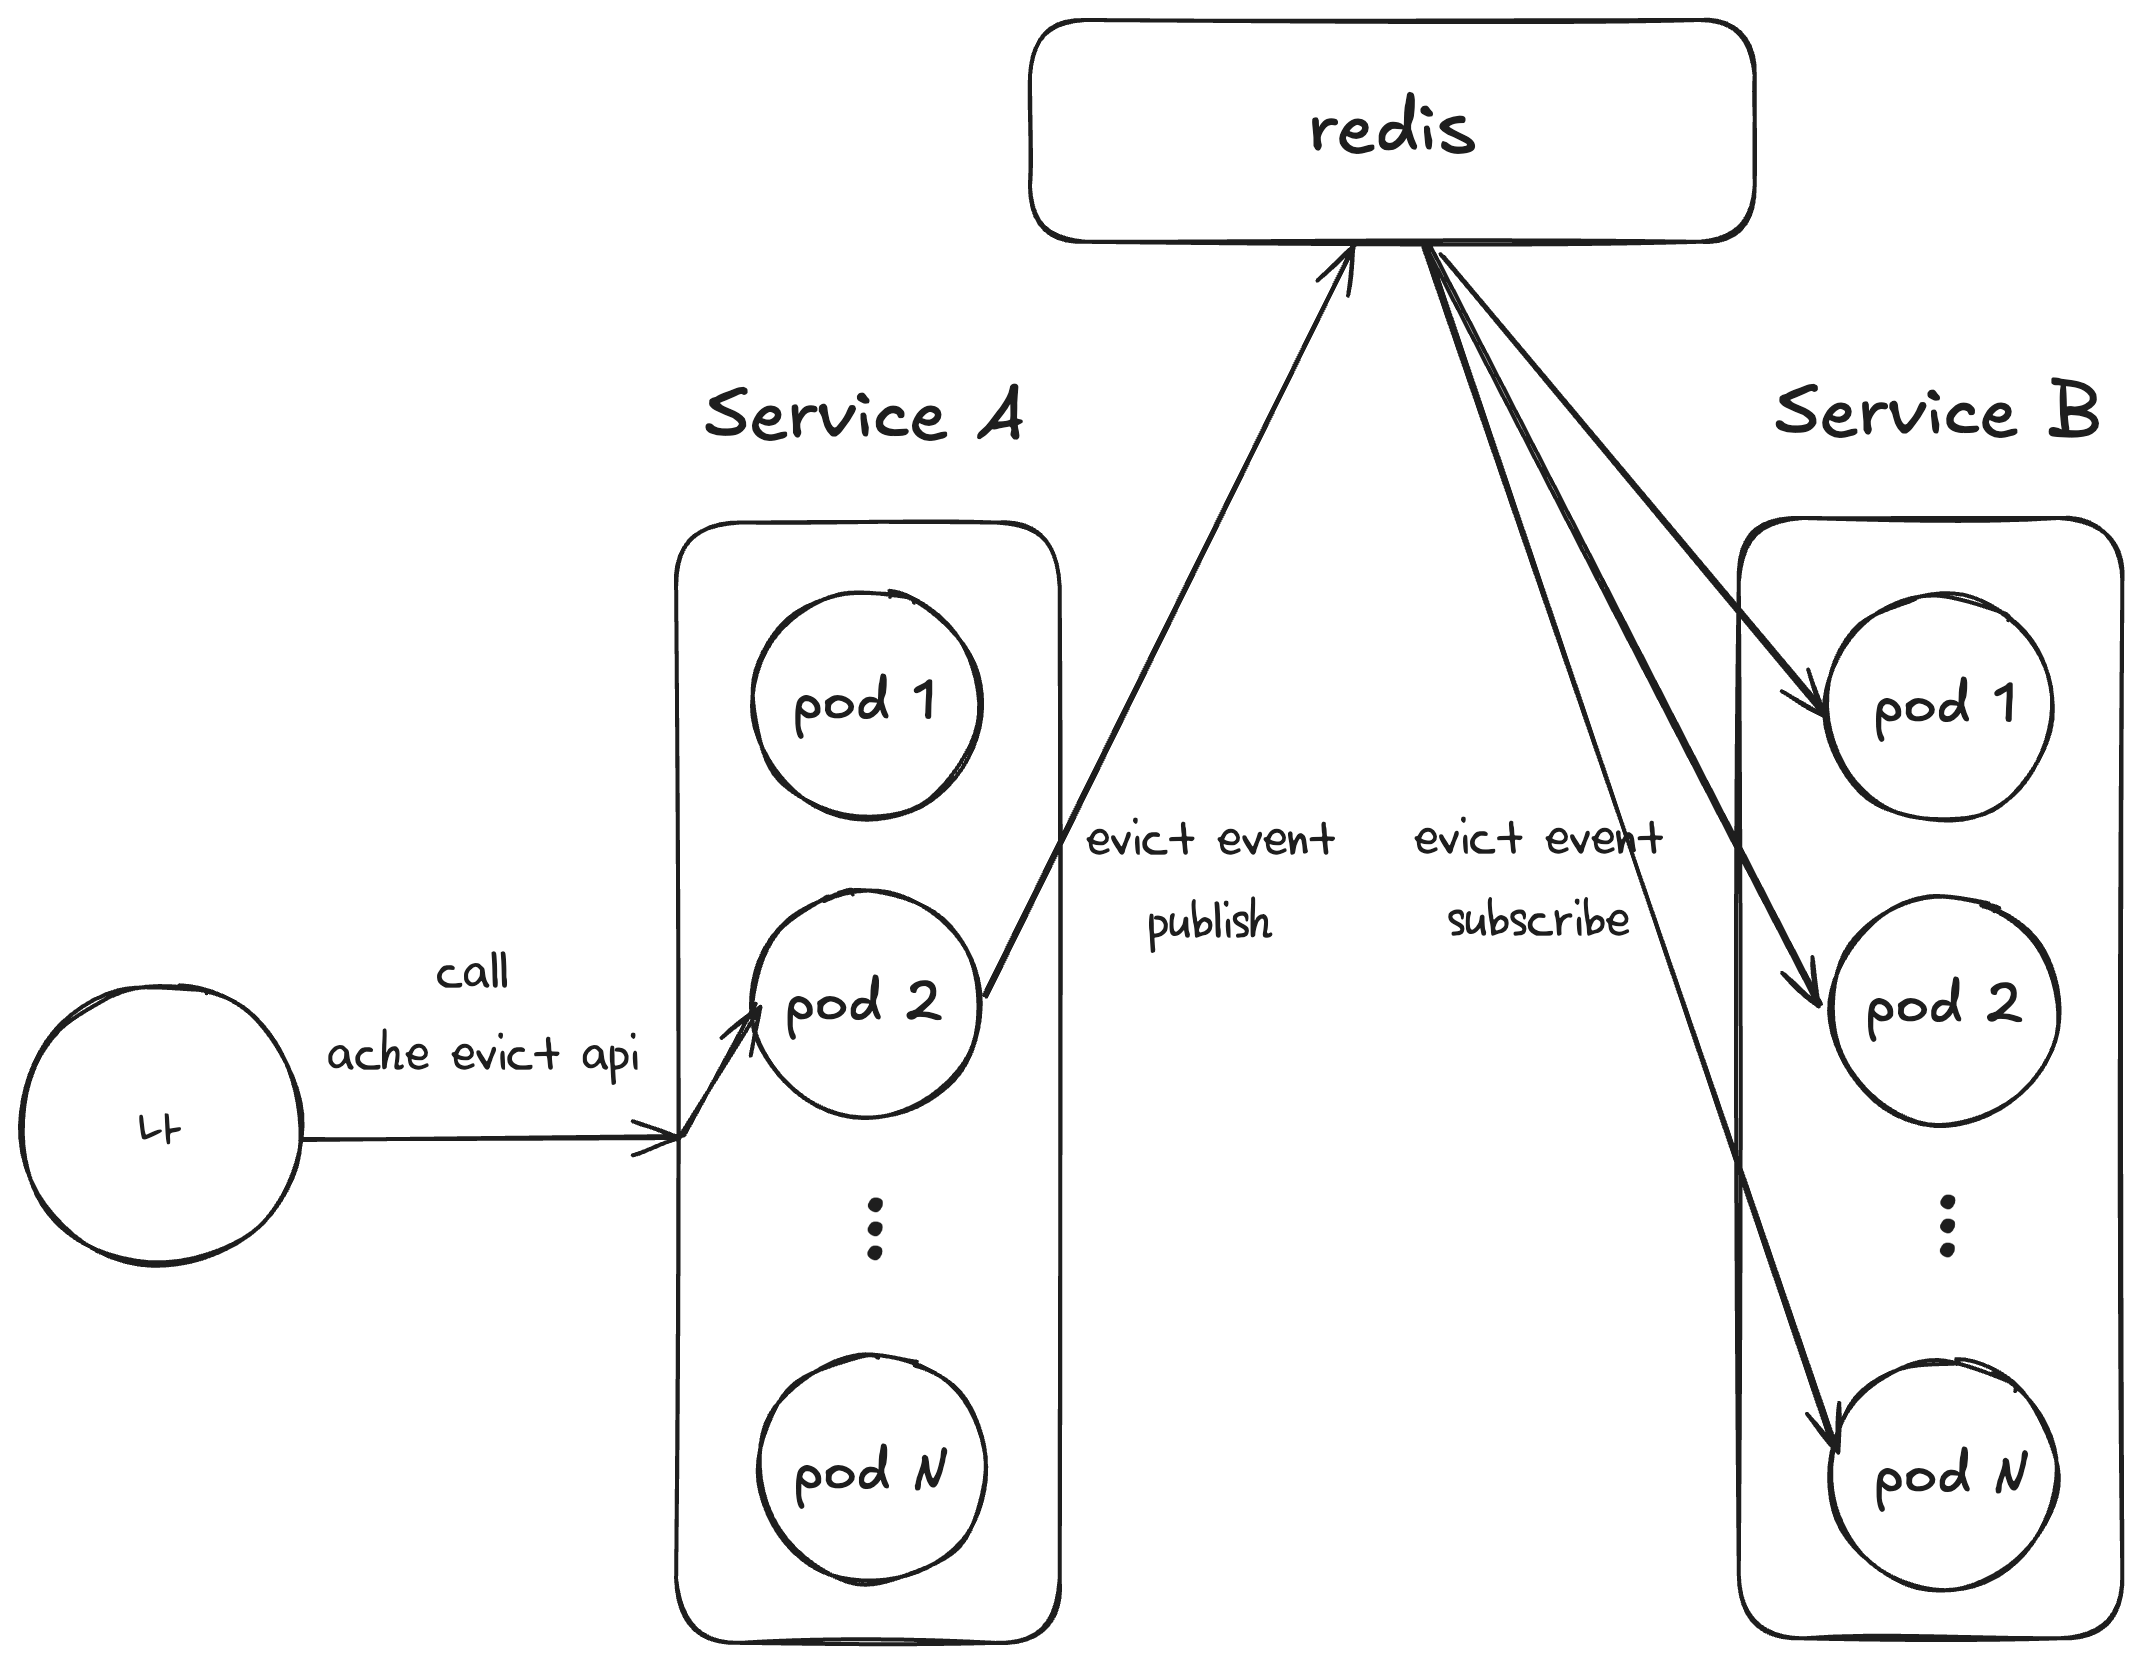 redis
Service A
Service B
pod 1
pod 1
evict event
publish
evict event
subscribe
call
ache evict api
나
pod 2
pod 2
pod N
pod N